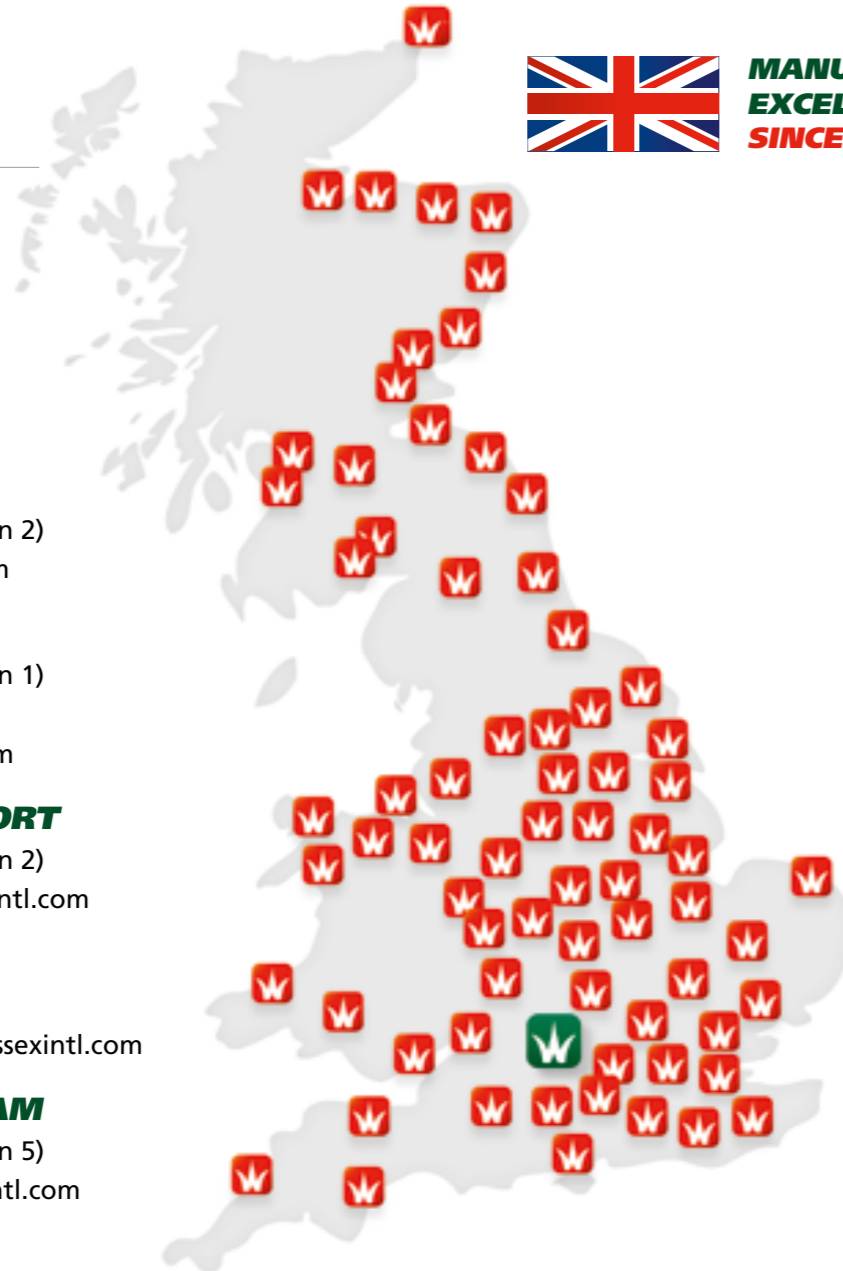 MANU
EXCEL
SINCE
n 2)
n
n 1)
m
ORT
n 2)
ntl.com
ssexintl.com
AM
n 5)
ntl.com